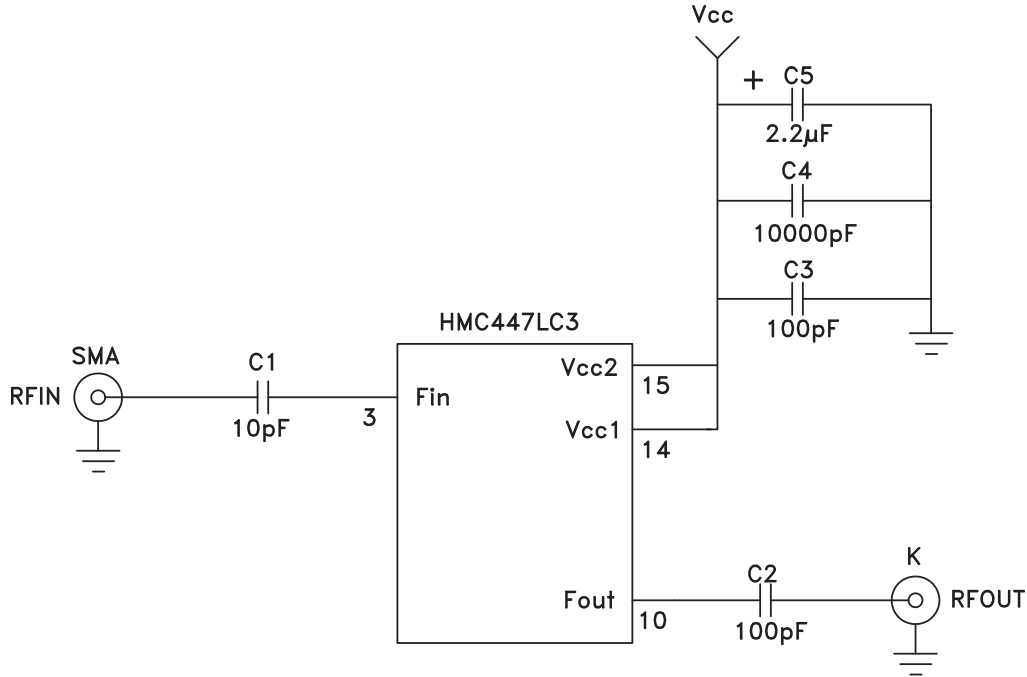 Vcc
+
C5
2.2μF
C4
10000pF
C3
100pF
HMC447LC3
SMA
RFIN
C1
10pF
3
Fin
Vcc2
15
Vcc1
14
Fout
10
C2
100pF
K
RFOUT